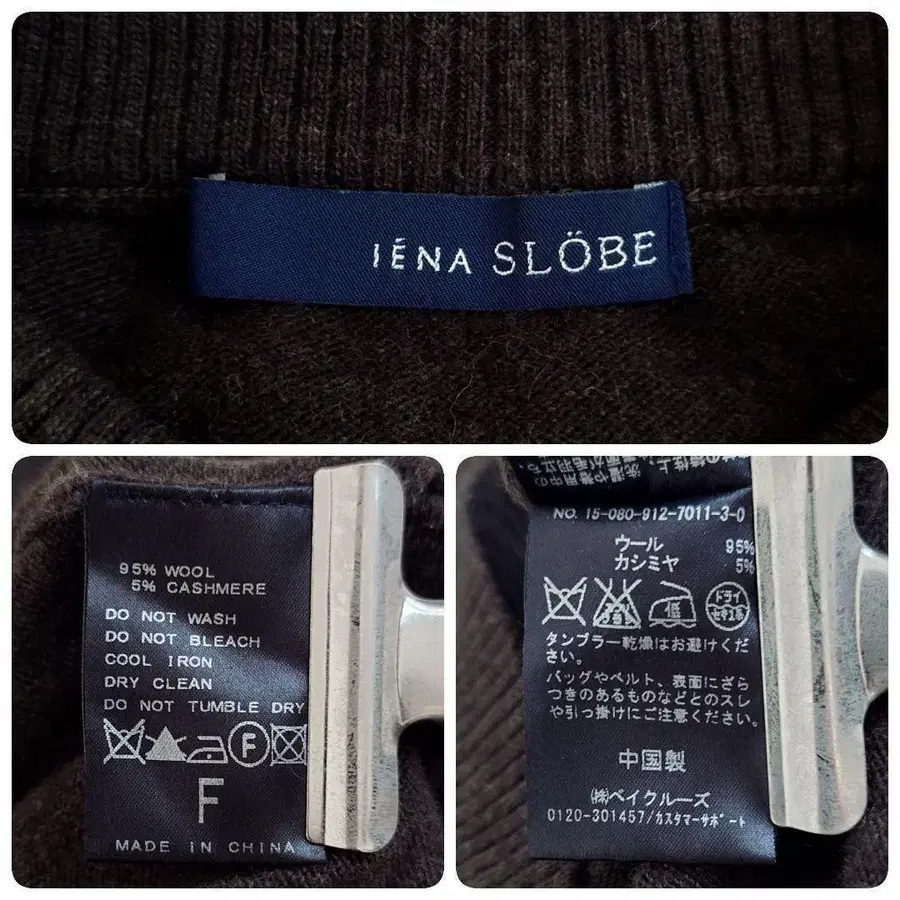 IÉNA SLÖBE
95% WOOL
5% CASHMERE
DO NOT WASH
DO NOT BLEACH
COOL IRON
DRY CLEAN
DO NOT TUMBLE DRY
F
F
MADE IN CHINA
NO. 15-080-912-7011-3-0
ウール 95%
カシミヤ 5%
低 ドライ
セキユ系
タンブラー乾燥はお避けくだ
さい。
バッグやベルト、表面にざら
つきのあるものなどとのスレ
や引っ掛けにご注意ください。
中国製
㈱ベイクルーズ
0120-301457/カスタマーサポート